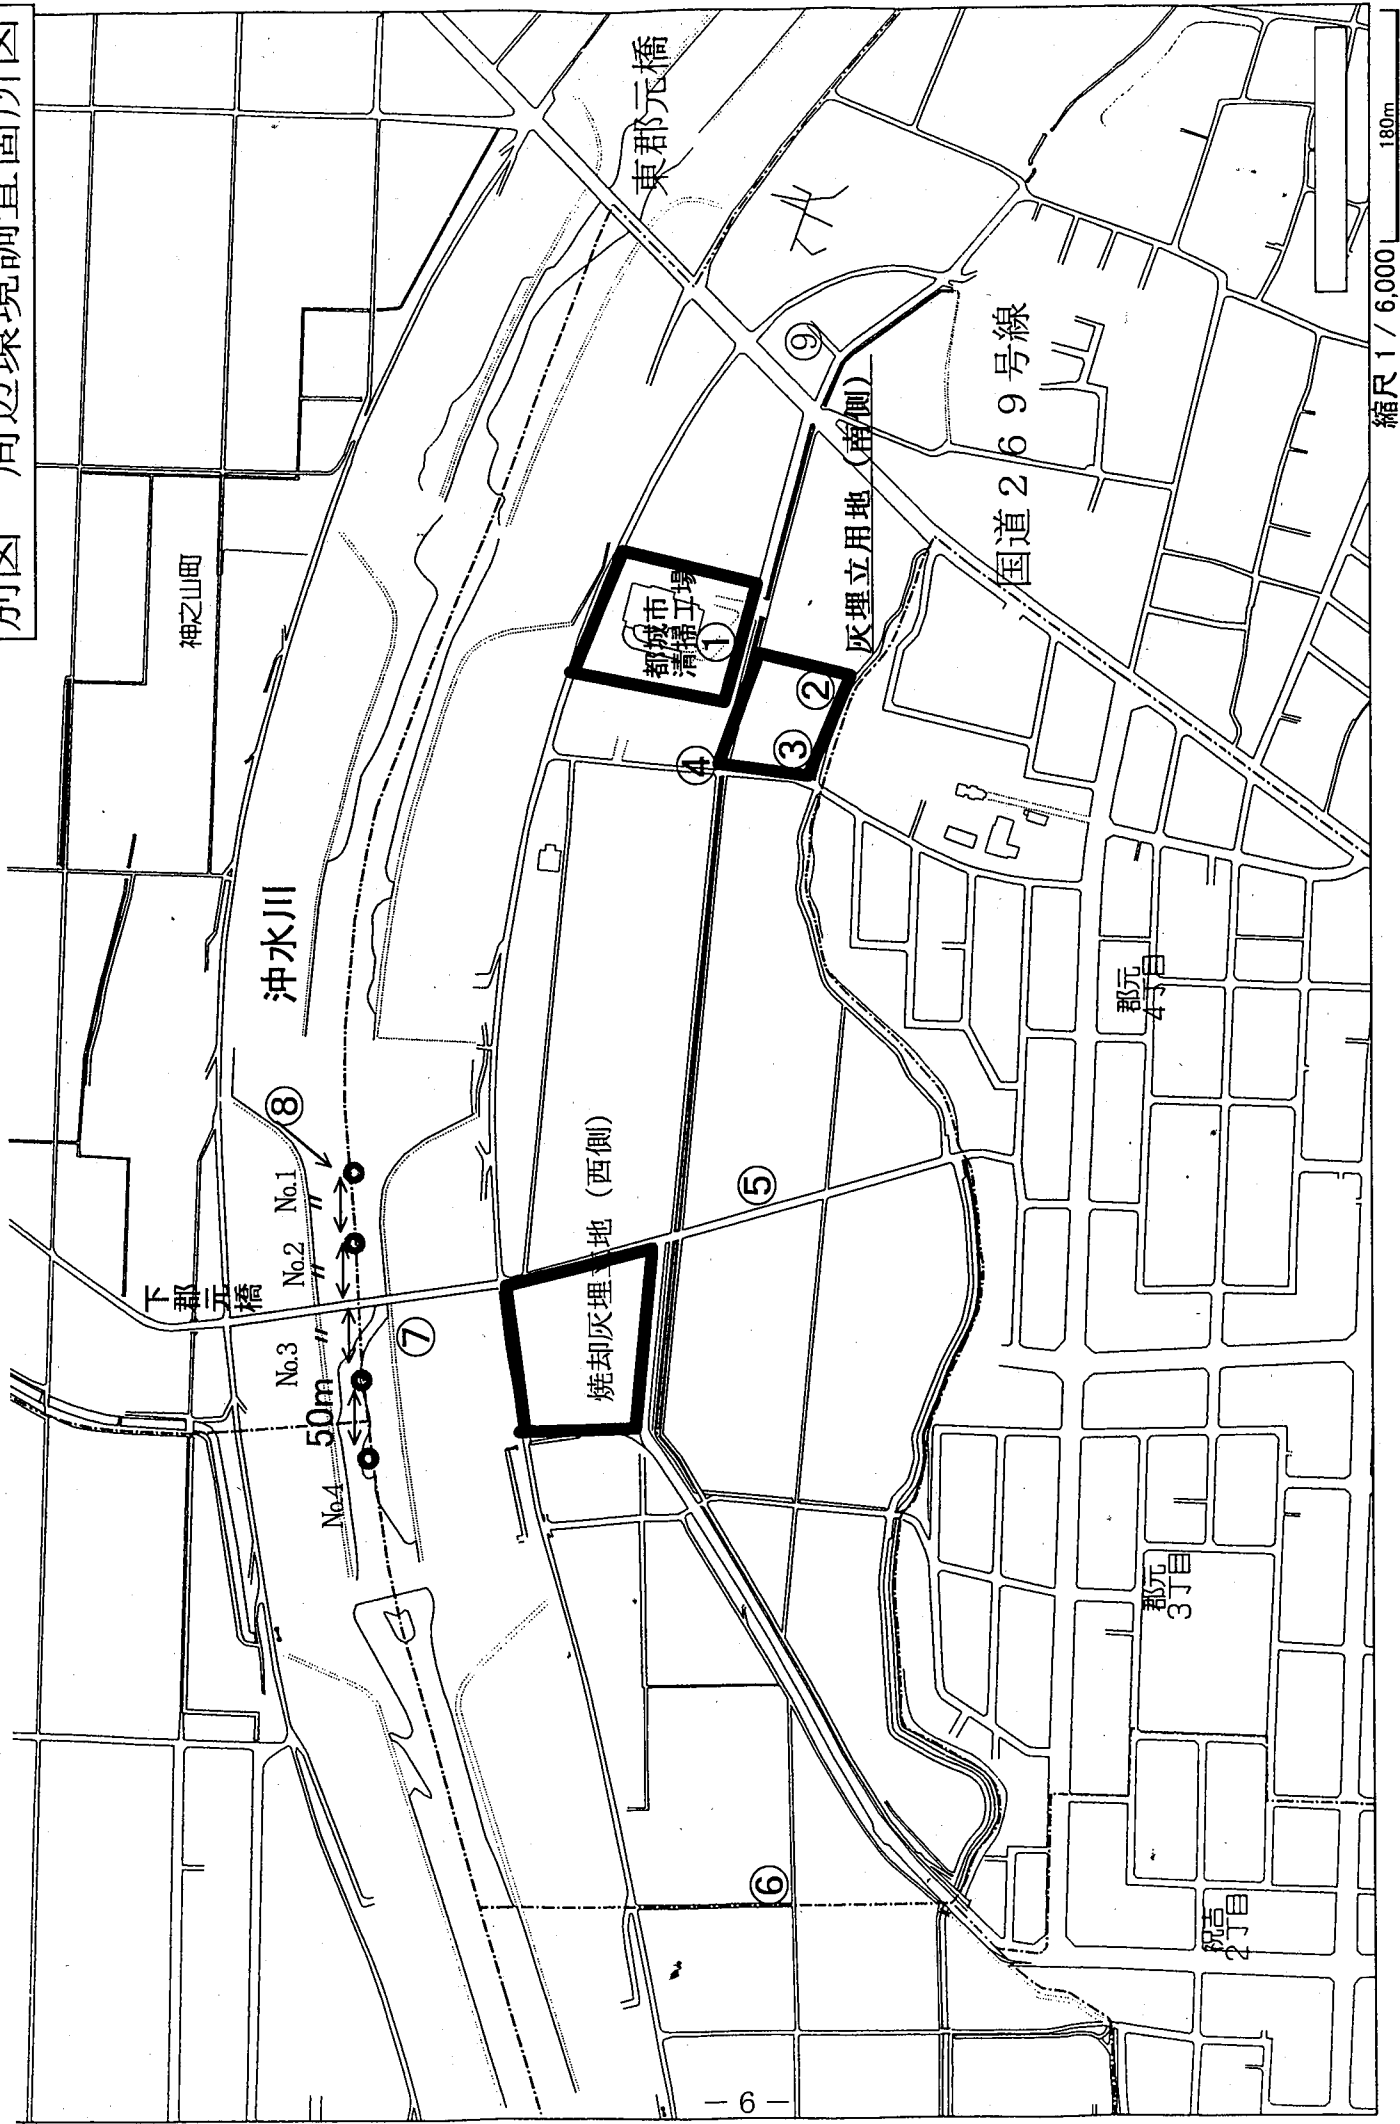 別図　周辺環境調査箇所図
神之山町
東郡元橋
沖水川
下郡元橋
⑧
No.1
〃
No.2
〃
No.3
〃
50m
No.4
⑦
都城市
清掃工場
①
②
③
④
⑨
灰埋立用地（南側）
国道269号線
焼却灰埋立地（西側）
⑤
⑥
郡元
4丁目
郡元
3丁目
祝吉
2丁目
縮尺 1 / 6,000
180m
－6－